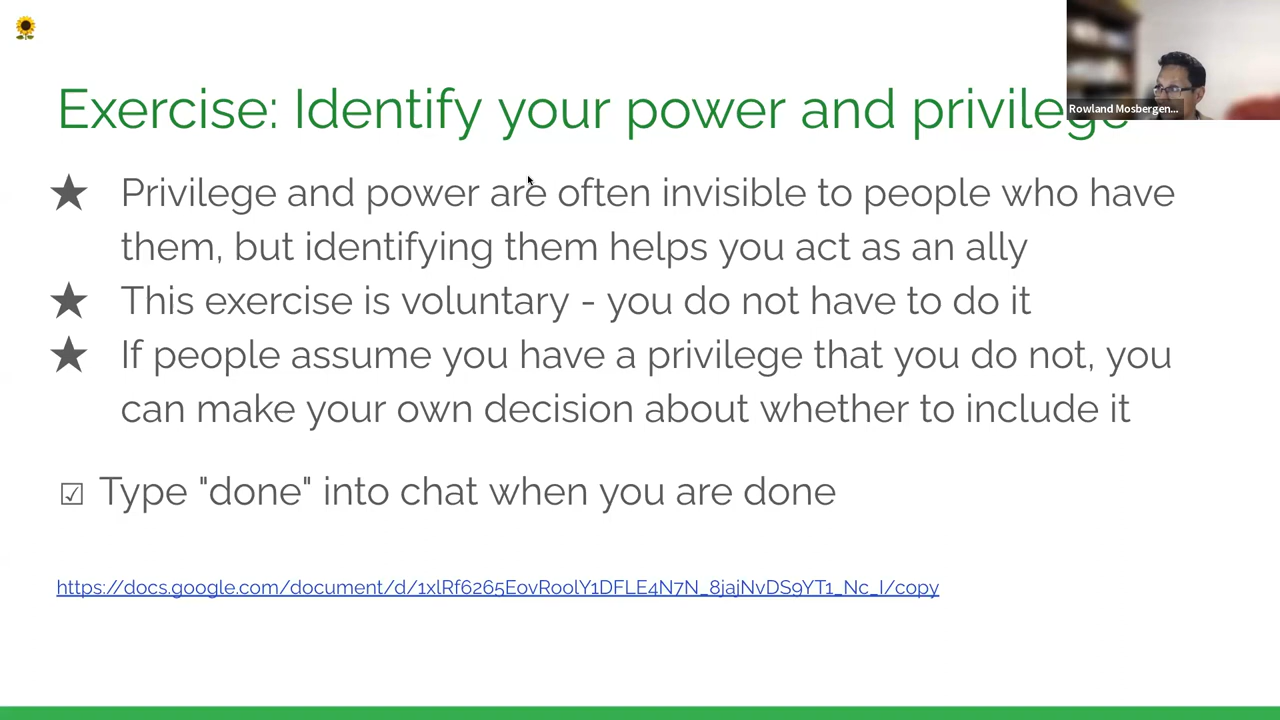 Exercise: Identify your power and privilege
Rowland Mosbergen...
★ Privilege and power are often invisible to people who have
them, but identifying them helps you act as an ally
★ This exercise is voluntary - you do not have to do it
★ If people assume you have a privilege that you do not, you
can make your own decision about whether to include it
☑ Type "done" into chat when you are done
https://docs.google.com/document/d/1xlRf6265EovRoolY1DFLE4N7N_8jajNvDS9YT1_Nc_I/copy